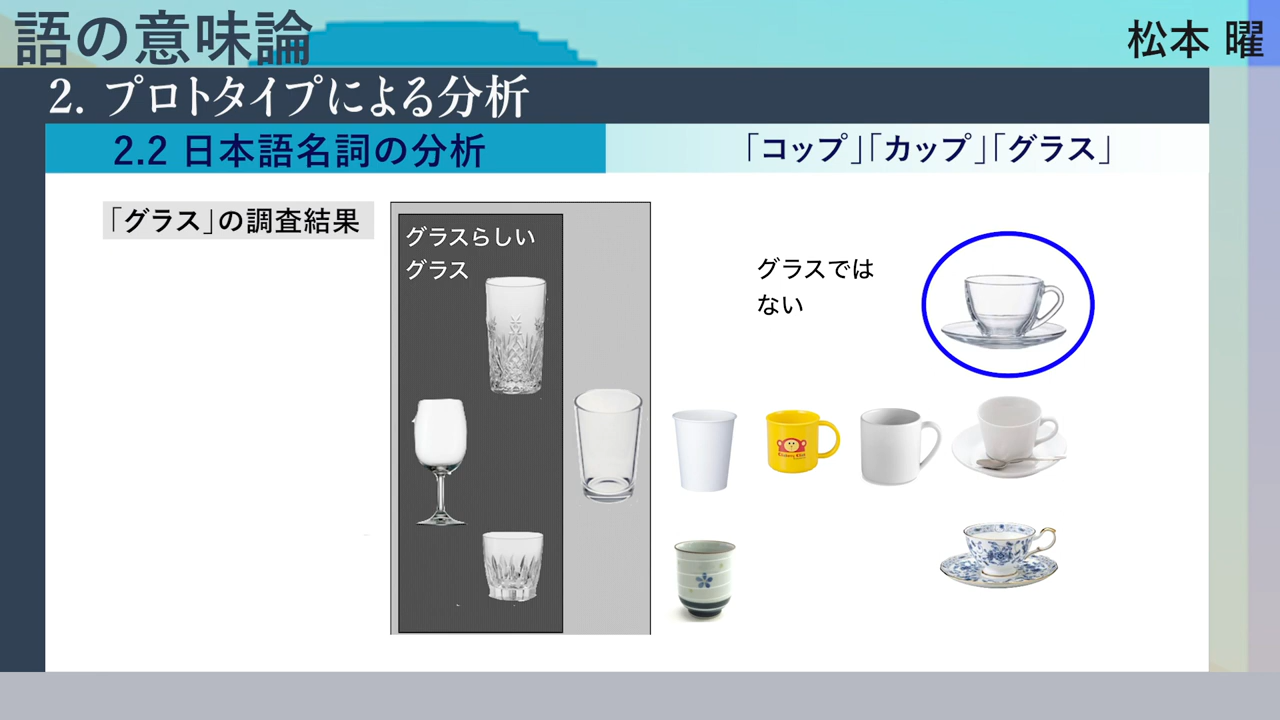 語の意味論
松本 曜
2. プロトタイプによる分析
2.2 日本語名詞の分析
「コップ」「カップ」「グラス」
「グラス」の調査結果
グラスらしい
グラス
グラスでは
ない